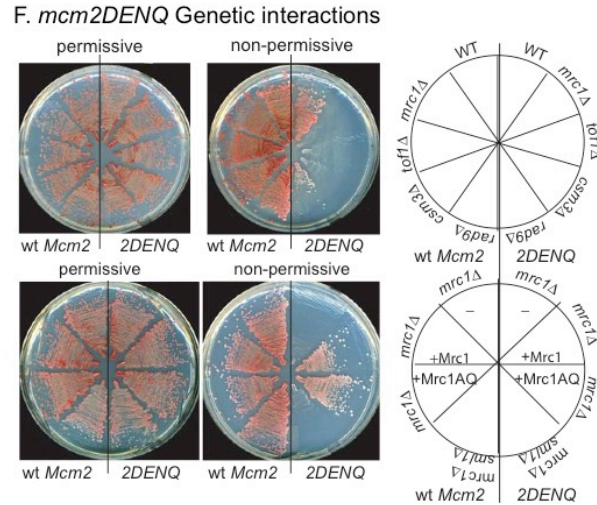 F. mcm2DENQ Genetic interactions
permissive
non-permissive
wt Mcm2 2DENQ
wt Mcm2 2DENQ
WT WT
mrc1Δ mrc1Δ
tof1Δ tof1Δ
csm3Δ csm3Δ
rad9Δ rad9Δ
wt Mcm2 2DENQ
permissive
non-permissive
wt Mcm2 2DENQ
wt Mcm2 2DENQ
mrc1Δ mrc1Δ
– –
mrc1Δ mrc1Δ
+Mrc1 +Mrc1
+Mrc1AQ +Mrc1AQ
mrc1Δ mrc1Δ
sml1Δ sml1Δ
mrc1Δ mrc1Δ
wt Mcm2 2DENQ